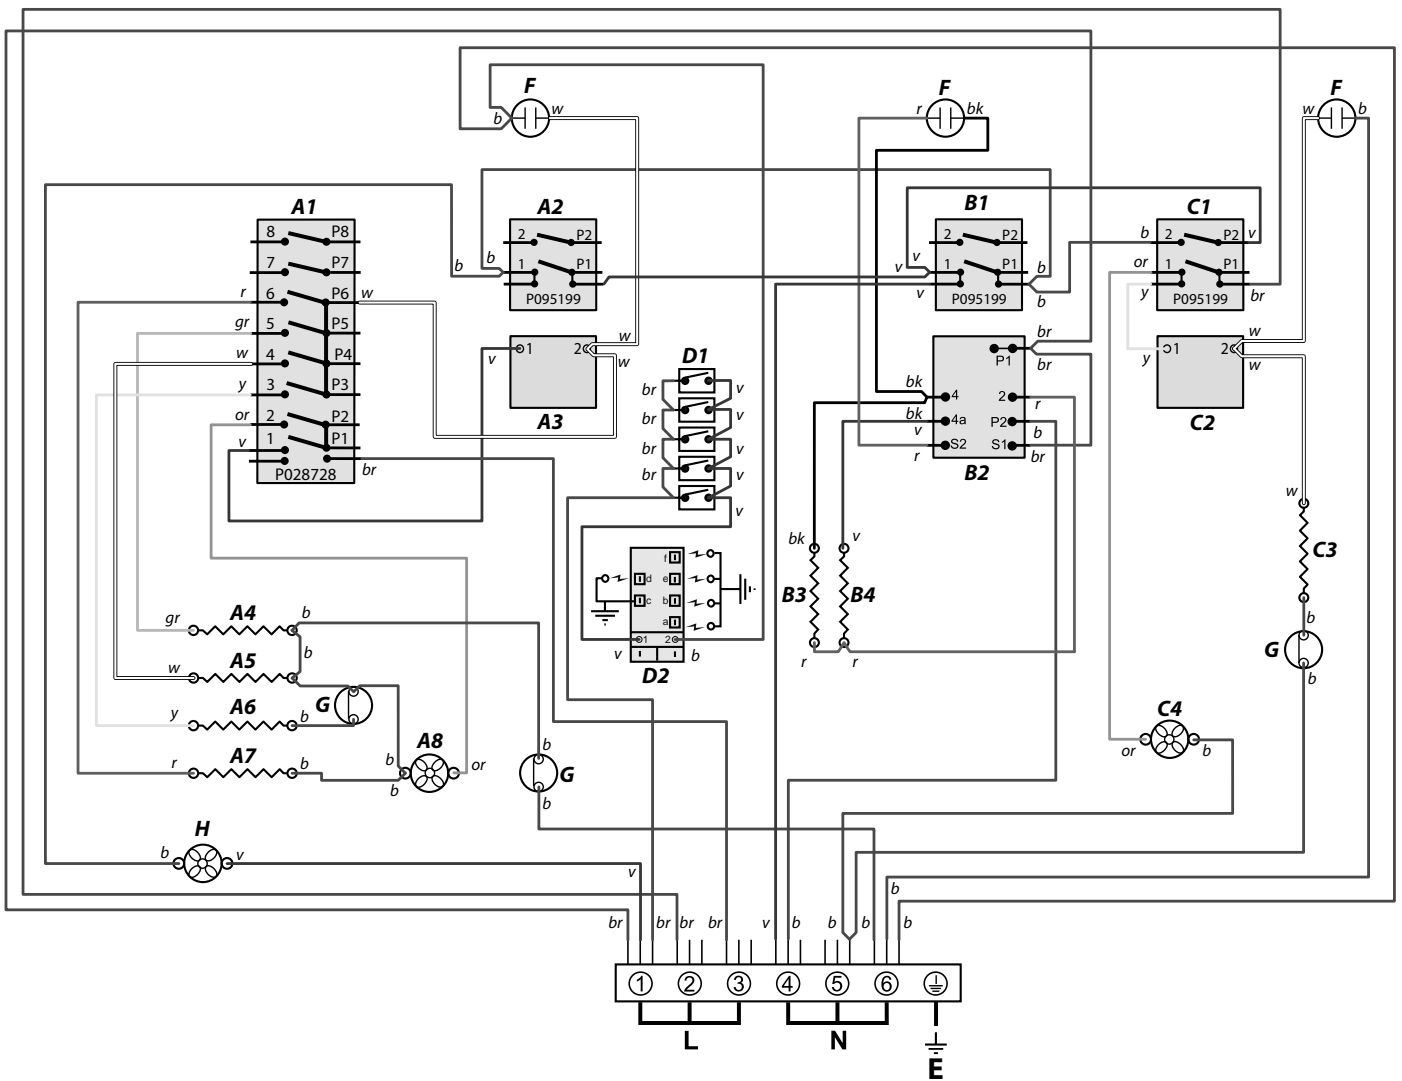 F
F
F
w
b
r
bk
w
b
A1
A2
B1
C1
8
P8
7
P7
6
P6
5
P5
4
P4
3
P3
2
P2
1
P1
P028728
r
w
gr
w
y
or
v
br
b
b
2
P2
1
P1
P095199
v
v
v
2
P2
1
P1
P095199
b
b
b
or
y
2
P2
1
P1
P095199
v
br
v
1
2
w
w
A3
D1
br
v
br
v
br
v
br
v
v
br
br
P1
bk
4
2
r
bk
4a
P2
v
b
r
S2
S1
br
B2
y
1
2
w
w
C2
w
C3
b
G
b
bk
v
B3
B4
r
r
f
d
e
c
b
a
1
2
v
b
D2
gr
A4
b
b
w
A5
G
y
A6
b
r
A7
b
A8
b
b
or
b
G
b
C4
or
b
H
b
v
v
b
br
br
br
br
v
b
b
b
b
1
2
3
4
5
6
L
N
E